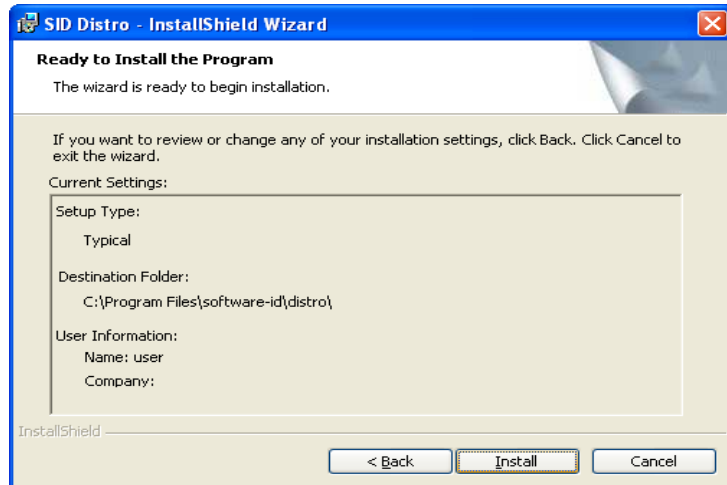 SID Distro - InstallShield Wizard
Ready to Install the Program
The wizard is ready to begin installation.
If you want to review or change any of your installation settings, click Back. Click Cancel to
exit the wizard.
Current Settings:
Setup Type:
Typical
Destination Folder:
C:\Program Files\software-id\distro\
User Information:
Name: user
Company:
InstallShield
< Back
Install
Cancel